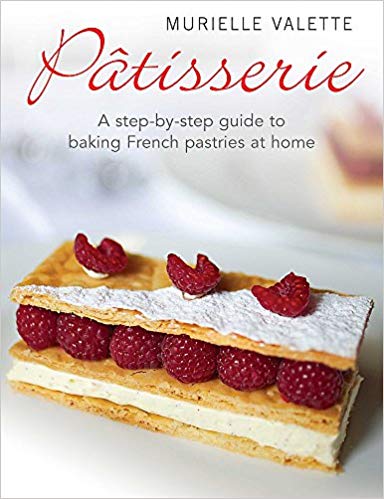 MURIELLE VALETTE
Pâtisserie
A step-by-step guide to
baking French pastries at home